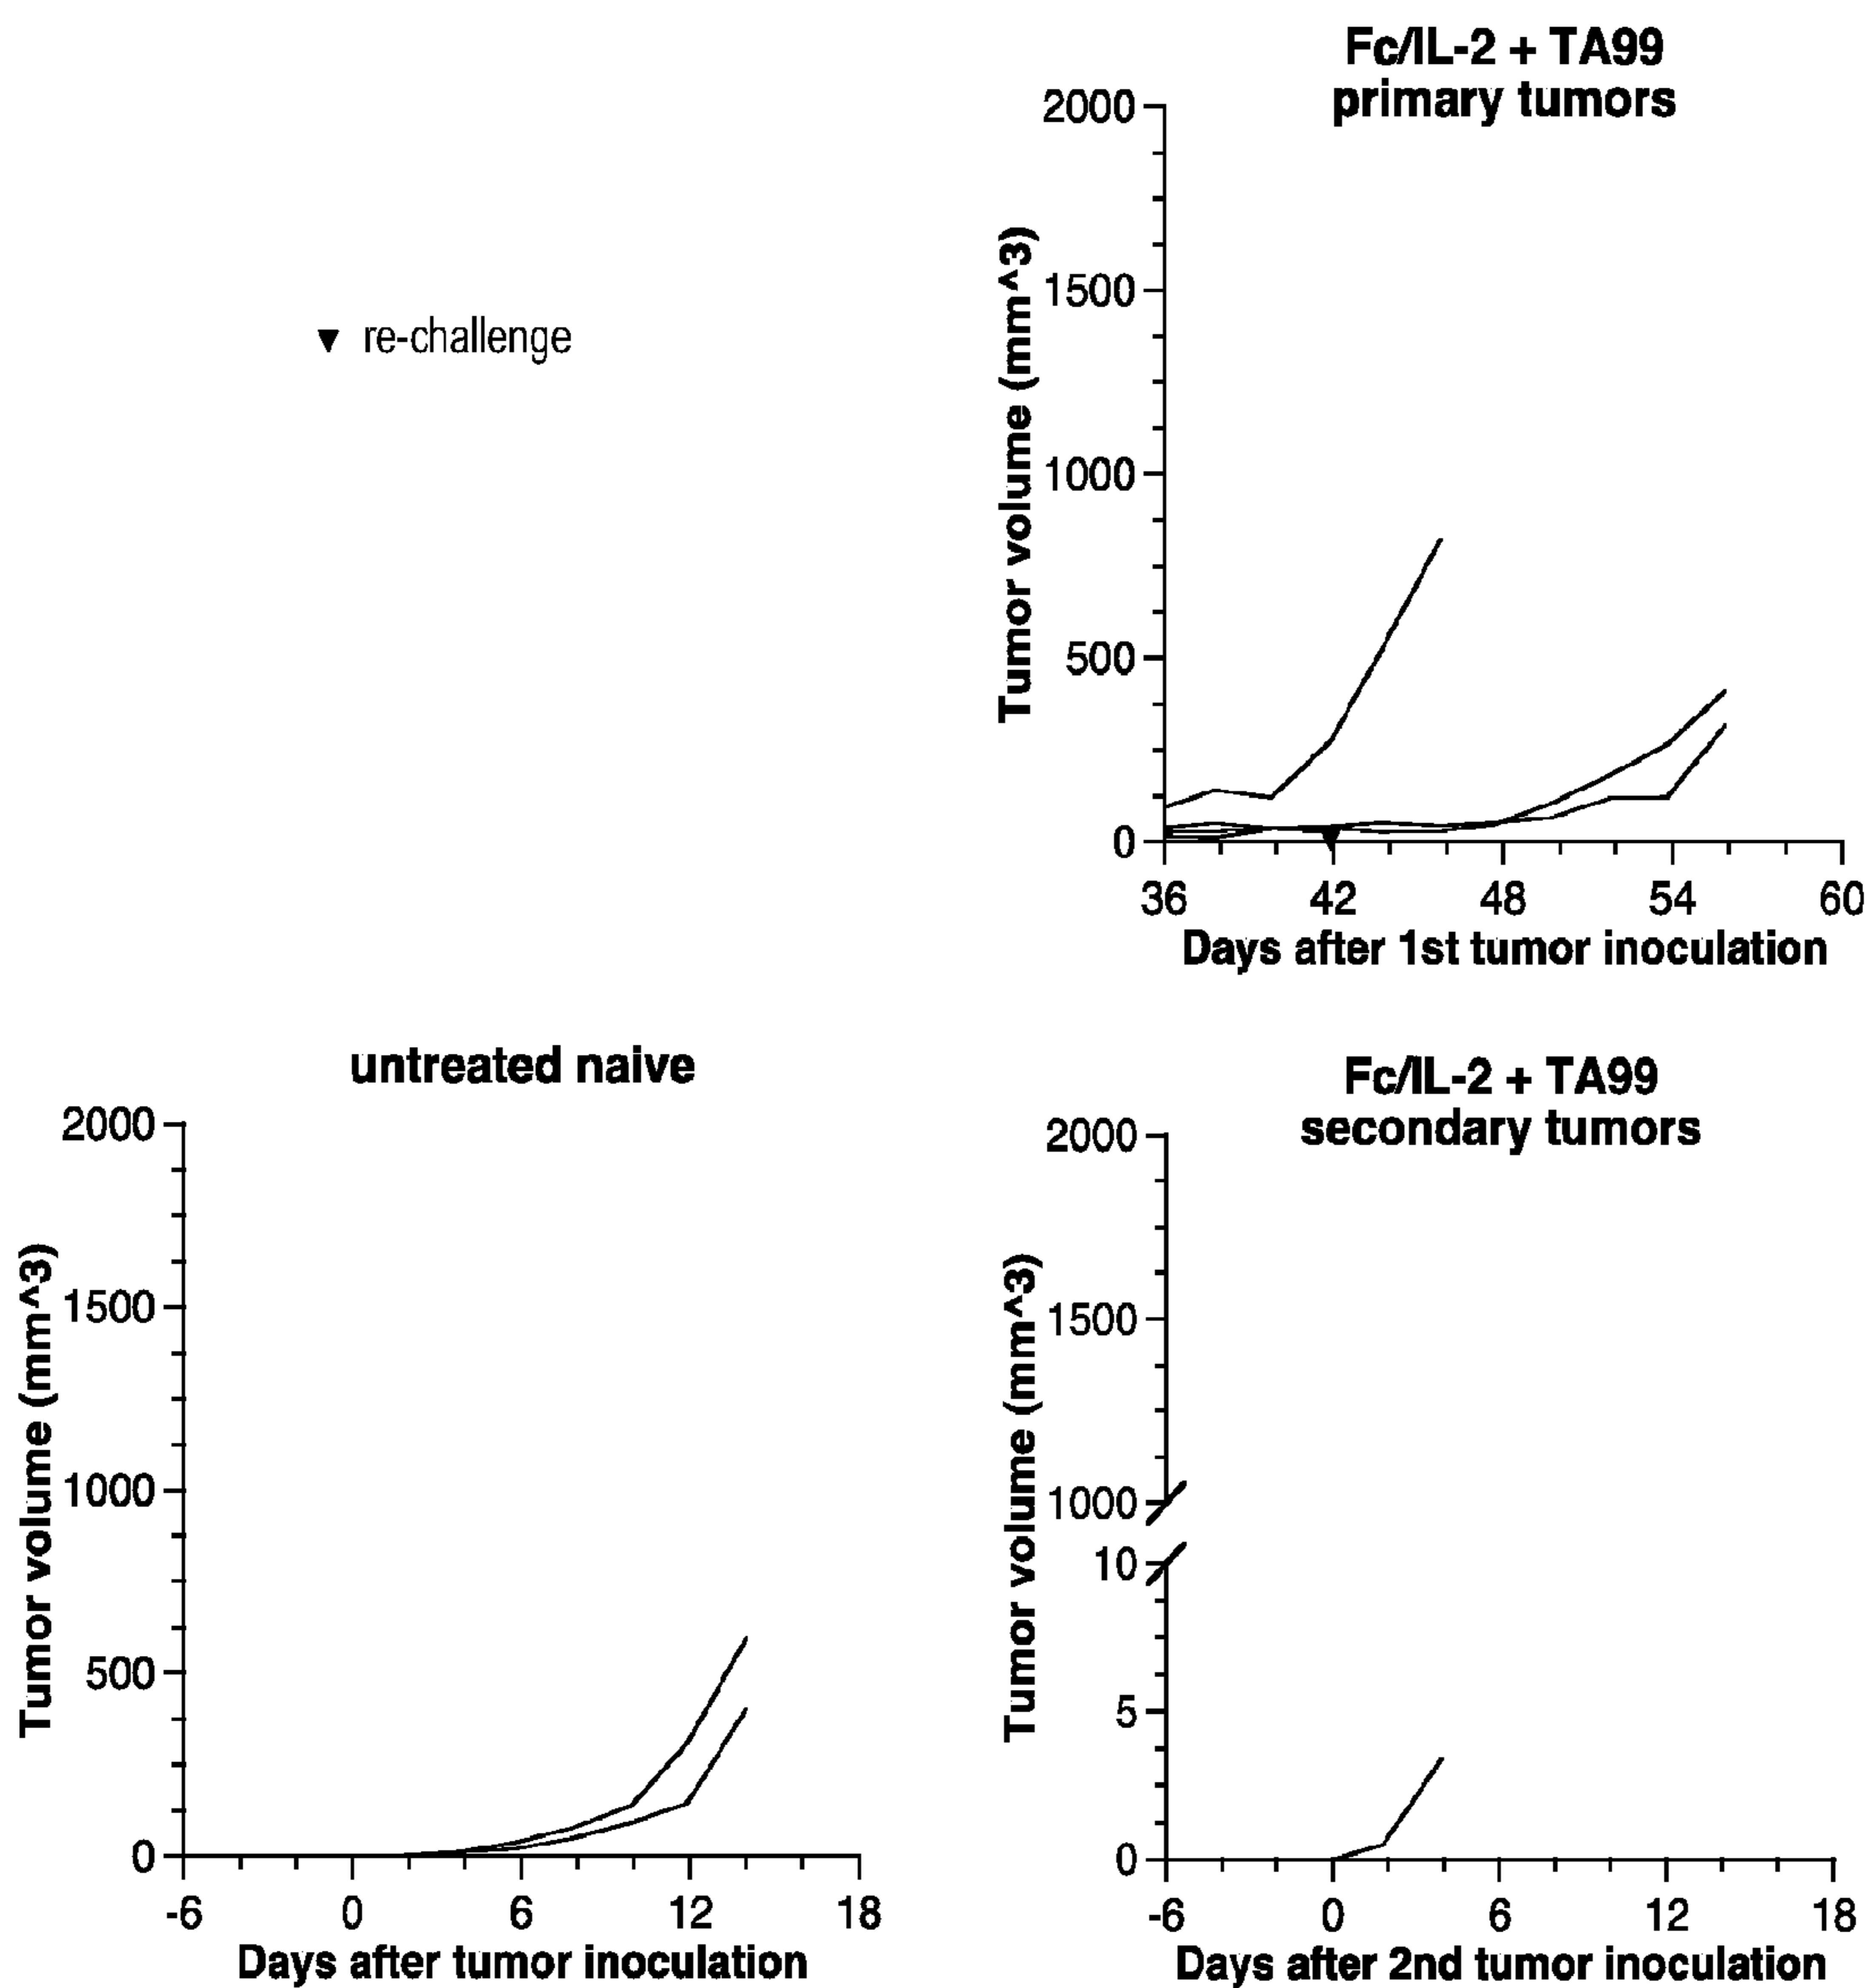 Fc/IL-2 + TA99
primary tumors
2000
1500
1000
500
0
Tumor volume (mm^3)
36 42 48 54 60
Days after 1st tumor inoculation
re-challenge
untreated naive
2000
1500
1000
500
0
Tumor volume (mm^3)
-6 0 6 12 18
Days after tumor inoculation
Fc/IL-2 + TA99
secondary tumors
2000
1500
1000
10
5
0
Tumor volume (mm^3)
-6 0 6 12 18
Days after 2nd tumor inoculation